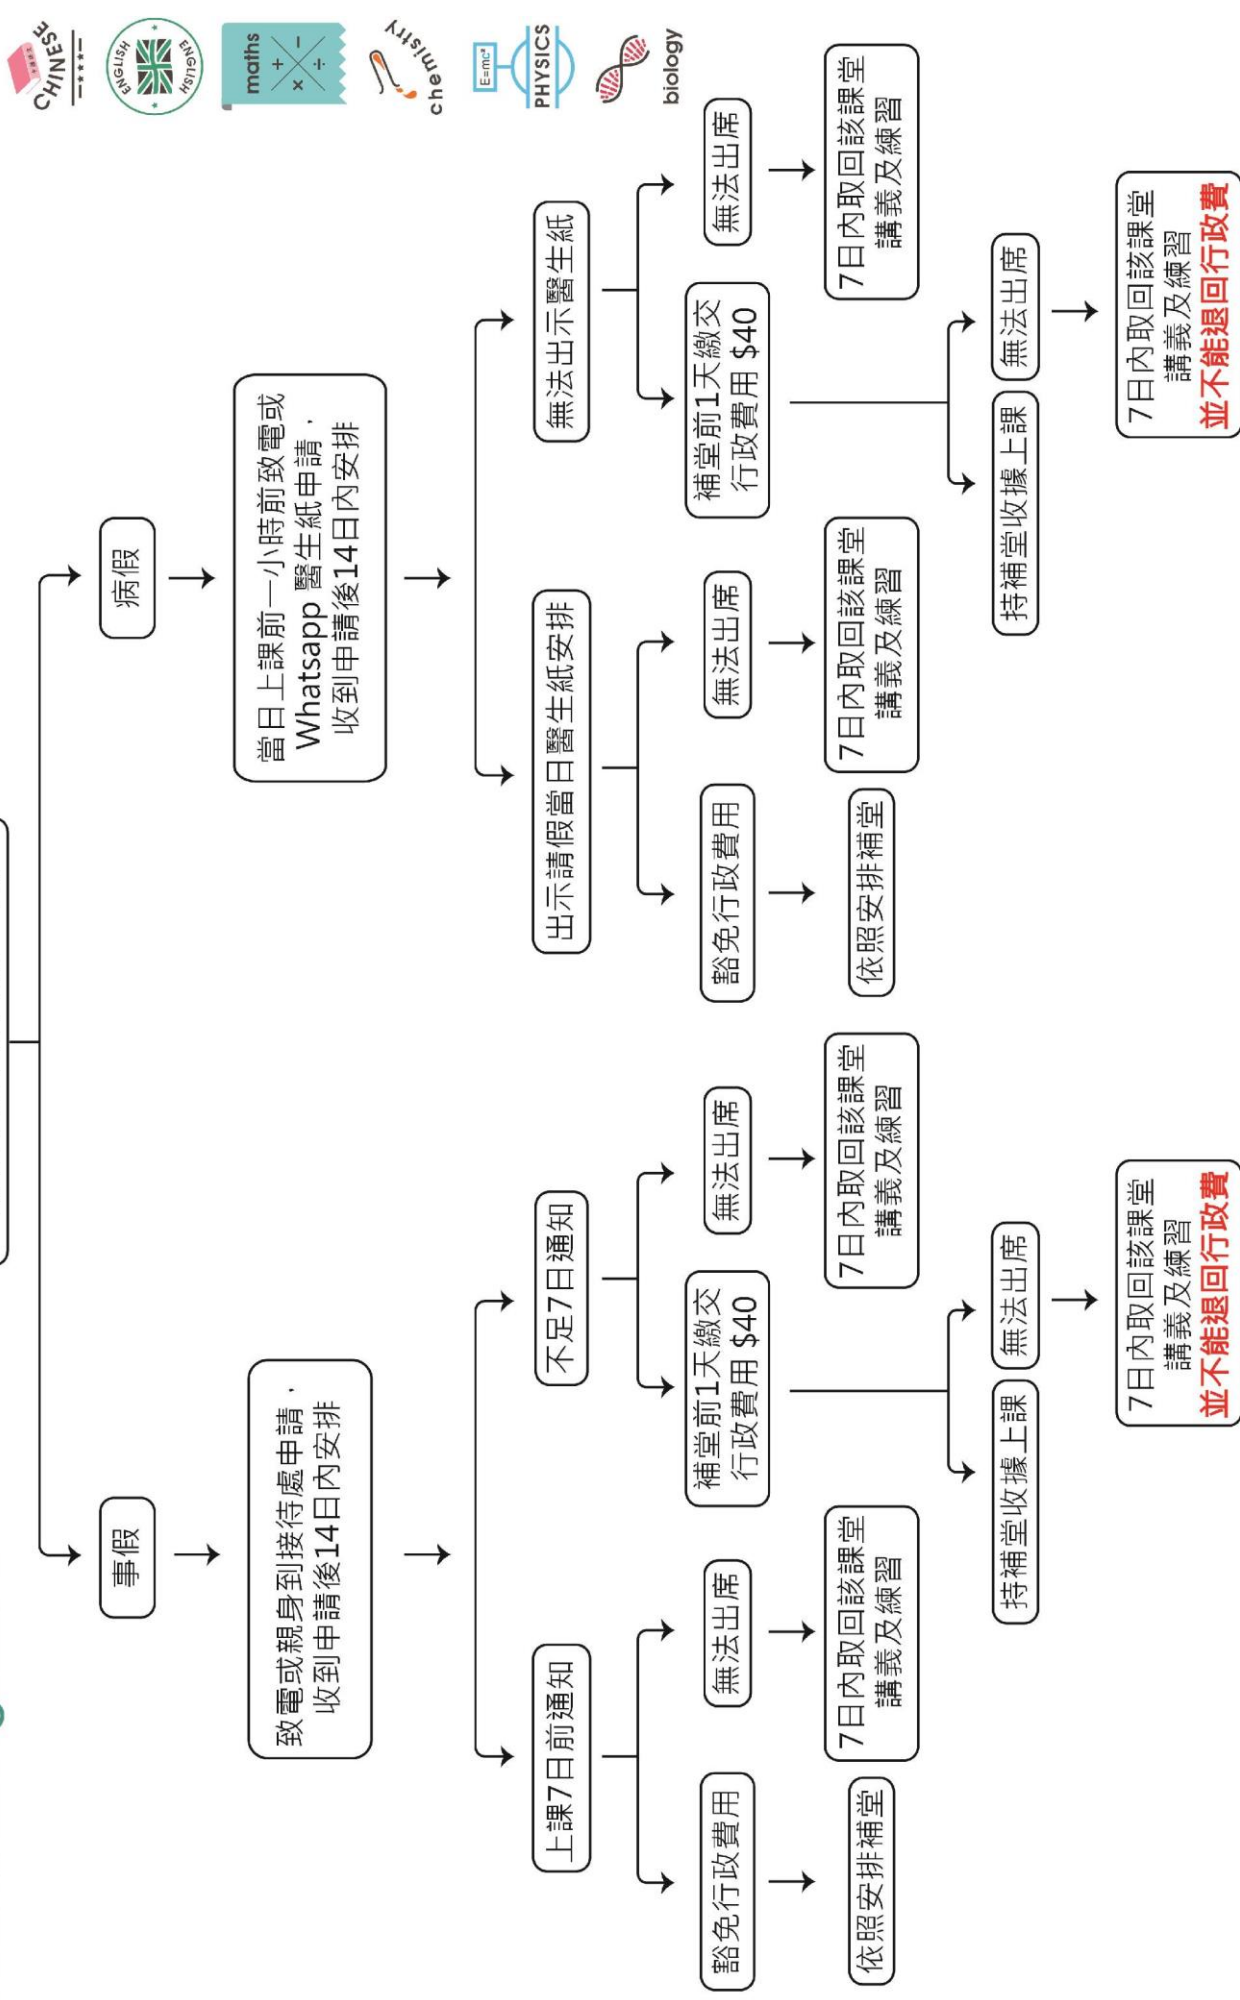 CHINESE
ENGLISH
ENGLISH
maths
chemistry
E=mc²
PHYSICS
biology
事假
病假
致電或親身到接待處申請，
收到申請後14日內安排
當日上課前一小時前致電或
Whatsapp 醫生紙申請，
收到申請後14日內安排
上課7日前通知
不足7日通知
出示請假當日醫生紙安排
無法出示醫生紙
豁免行政費用
無法出席
補堂前1天繳交
行政費用 $40
無法出席
豁免行政費用
無法出席
補堂前1天繳交
行政費用 $40
無法出席
依照安排補堂
7日內取回該課堂
講義及練習
7日內取回該課堂
講義及練習
依照安排補堂
7日內取回該課堂
講義及練習
7日內取回該課堂
講義及練習
持補堂收據上課
無法出席
持補堂收據上課
無法出席
7日內取回該課堂
講義及練習
並不能退回行政費
7日內取回該課堂
講義及練習
並不能退回行政費